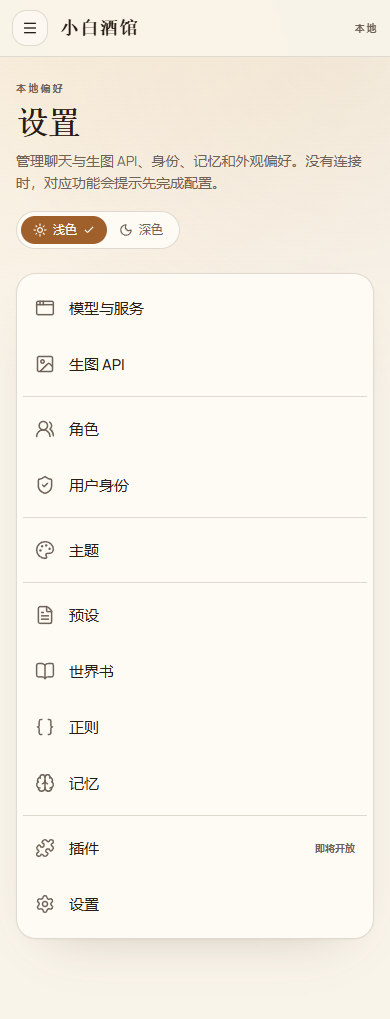 小白酒馆
本地
本地偏好
设置
管理聊天与生图 API、身份、记忆和外观偏好。没有连接
时，对应功能会提示先完成配置。
浅色
深色
模型与服务
生图 API
角色
用户身份
主题
预设
世界书
正则
记忆
插件
即将开放
设置